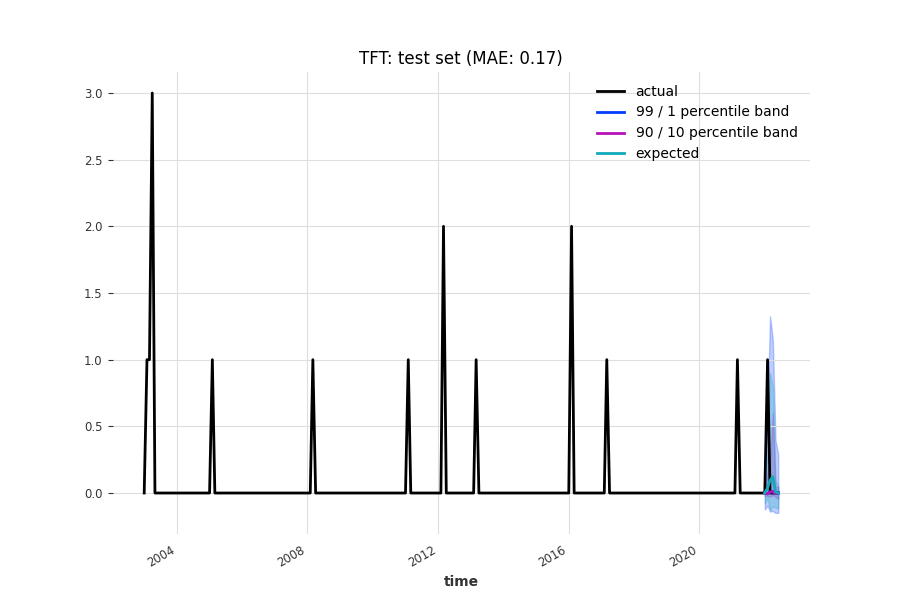 TFT: test set (MAE: 0.17)
actual
99 / 1 percentile band
90 / 10 percentile band
expected
3.0
2.5
2.0
1.5
1.0
0.5
0.0
2004
2008
2012
2016
2020
time